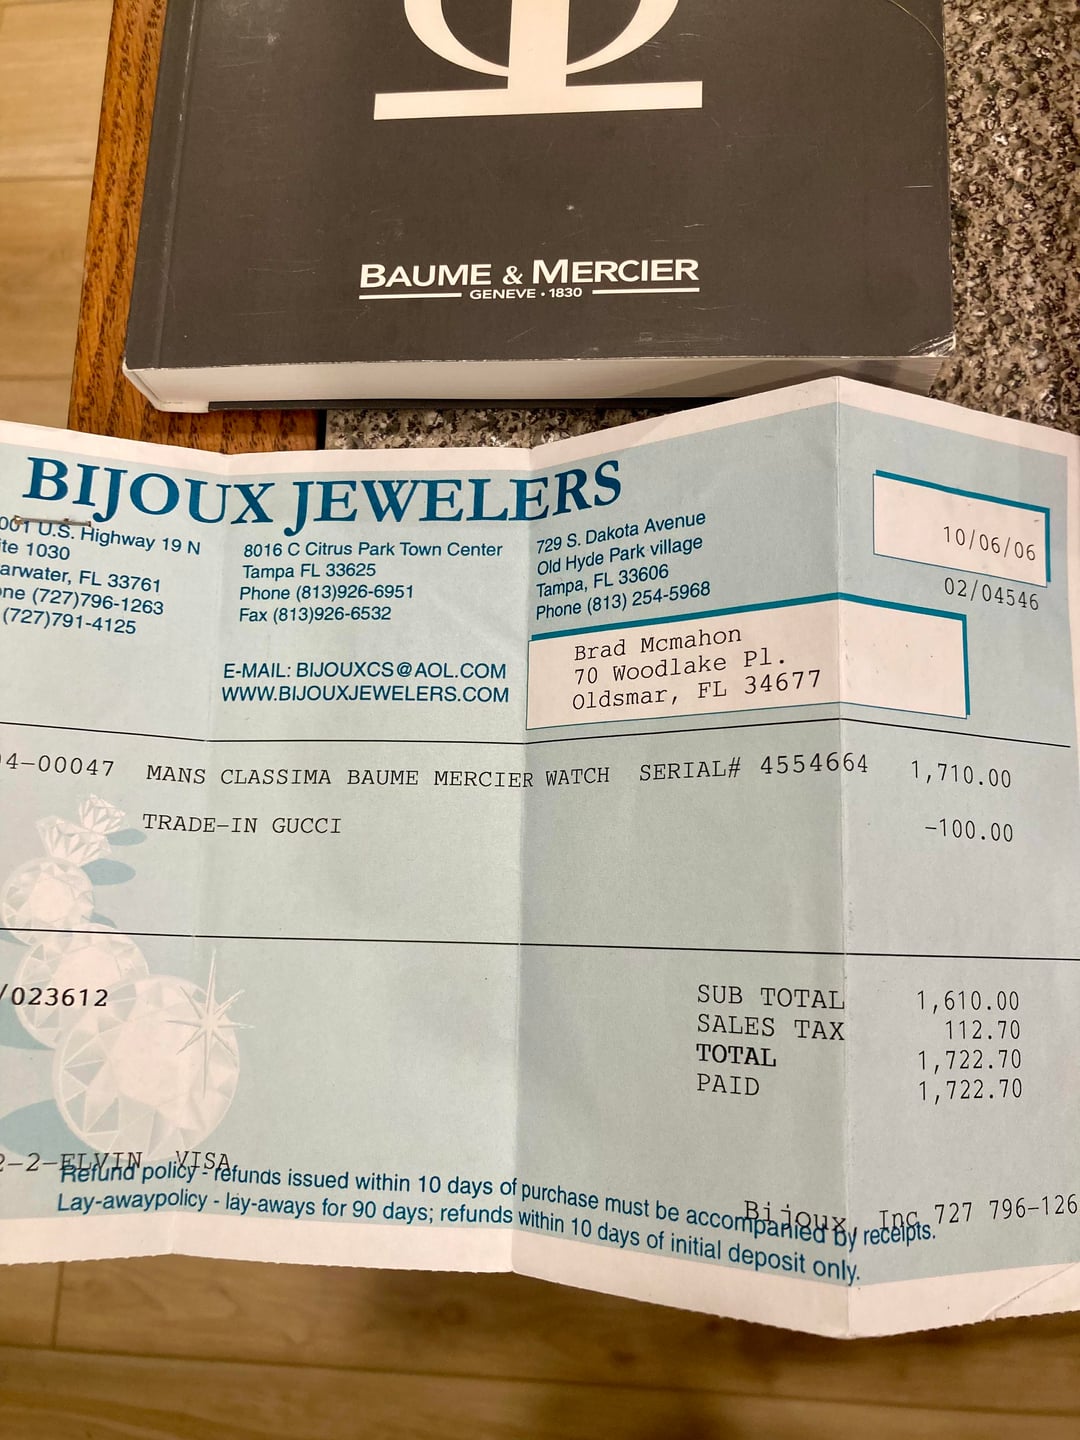 BAUME & MERCIER
GENEVE · 1830
BIJOUX JEWELERS
001 U.S. Highway 19 N
ite 1030
arwater, FL 33761
one (727)796-1263
(727)791-4125
8016 C Citrus Park Town Center
Tampa FL 33625
Phone (813)926-6951
Fax (813)926-6532
729 S. Dakota Avenue
Old Hyde Park village
Tampa, FL 33606
Phone (813) 254-5968
10/06/06
02/04546
E-MAIL: BIJOUXCS@AOL.COM
WWW.BIJOUXJEWELERS.COM
Brad Mcmahon
70 Woodlake Pl.
Oldsmar, FL 34677
04-00047 MANS CLASSIMA BAUME MERCIER WATCH SERIAL# 4554664 1,710.00
TRADE-IN GUCCI -100.00
/023612
SUB TOTAL 1,610.00
SALES TAX 112.70
TOTAL 1,722.70
PAID 1,722.70
2-2-ELVIN VISA
Refund policy - refunds issued within 10 days of purchase must be accompanied by receipts.
Bijoux, Inc 727 796-126
Lay-awaypolicy - lay-aways for 90 days; refunds within 10 days of initial deposit only.